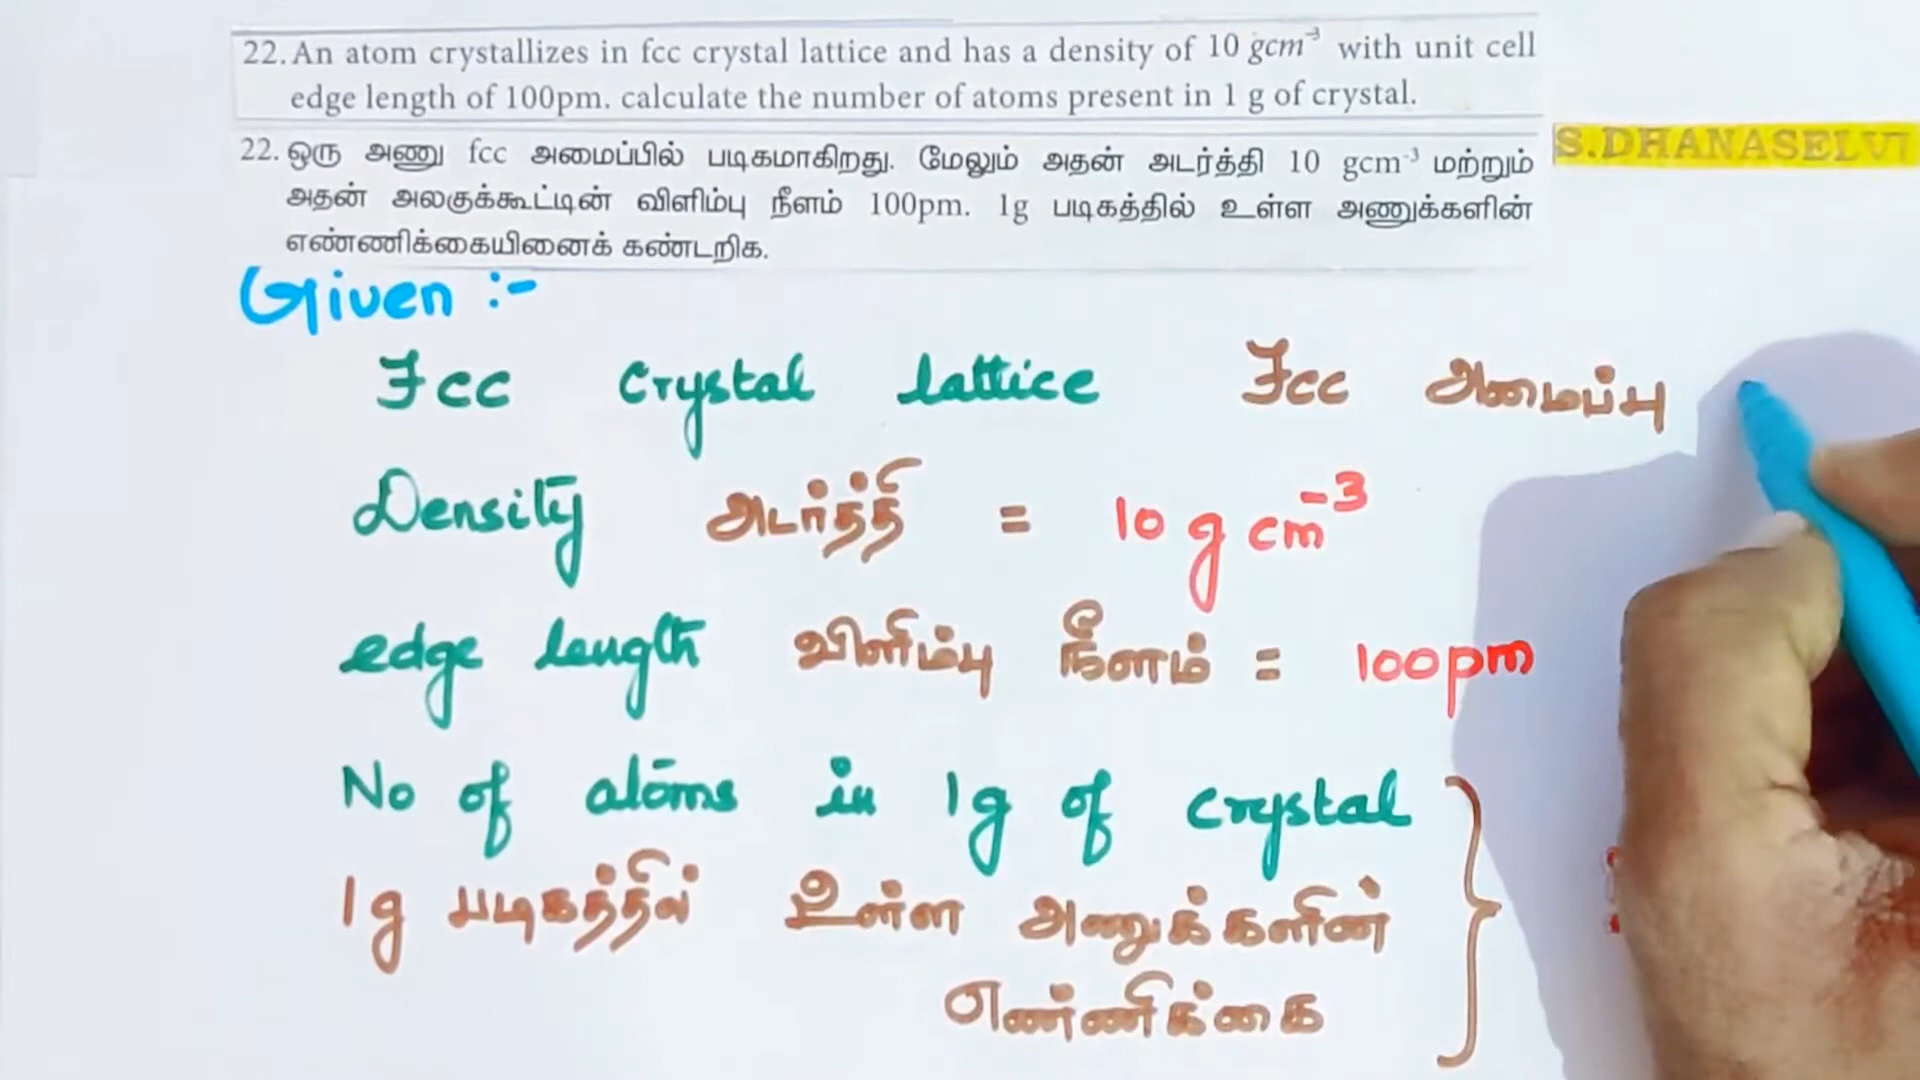 22. An atom crystallizes in fcc crystal lattice and has a density of 10 gcm⁻³ with unit cell
edge length of 100pm. calculate the number of atoms present in 1 g of crystal.
22. ஒரு அணு fcc அமைப்பில் படிகமாகிறது. மேலும் அதன் அடர்த்தி 10 gcm⁻³ மற்றும்
அதன் அலகுக்கூட்டின் விளிம்பு நீளம் 100pm. 1g படிகத்தில் உள்ள அணுக்களின்
எண்ணிக்கையினைக் கண்டறிக.
S.DHANASELVI
Given :-
Fcc Crystal lattice Fcc அமைப்பு
Density அடர்த்தி = 10 g cm⁻³
edge length விளிம்பு நீளம் = 100pm
No of atoms in 1g of crystal
1g படிகத்தில் உள்ள அணுக்களின்
எண்ணிக்கை